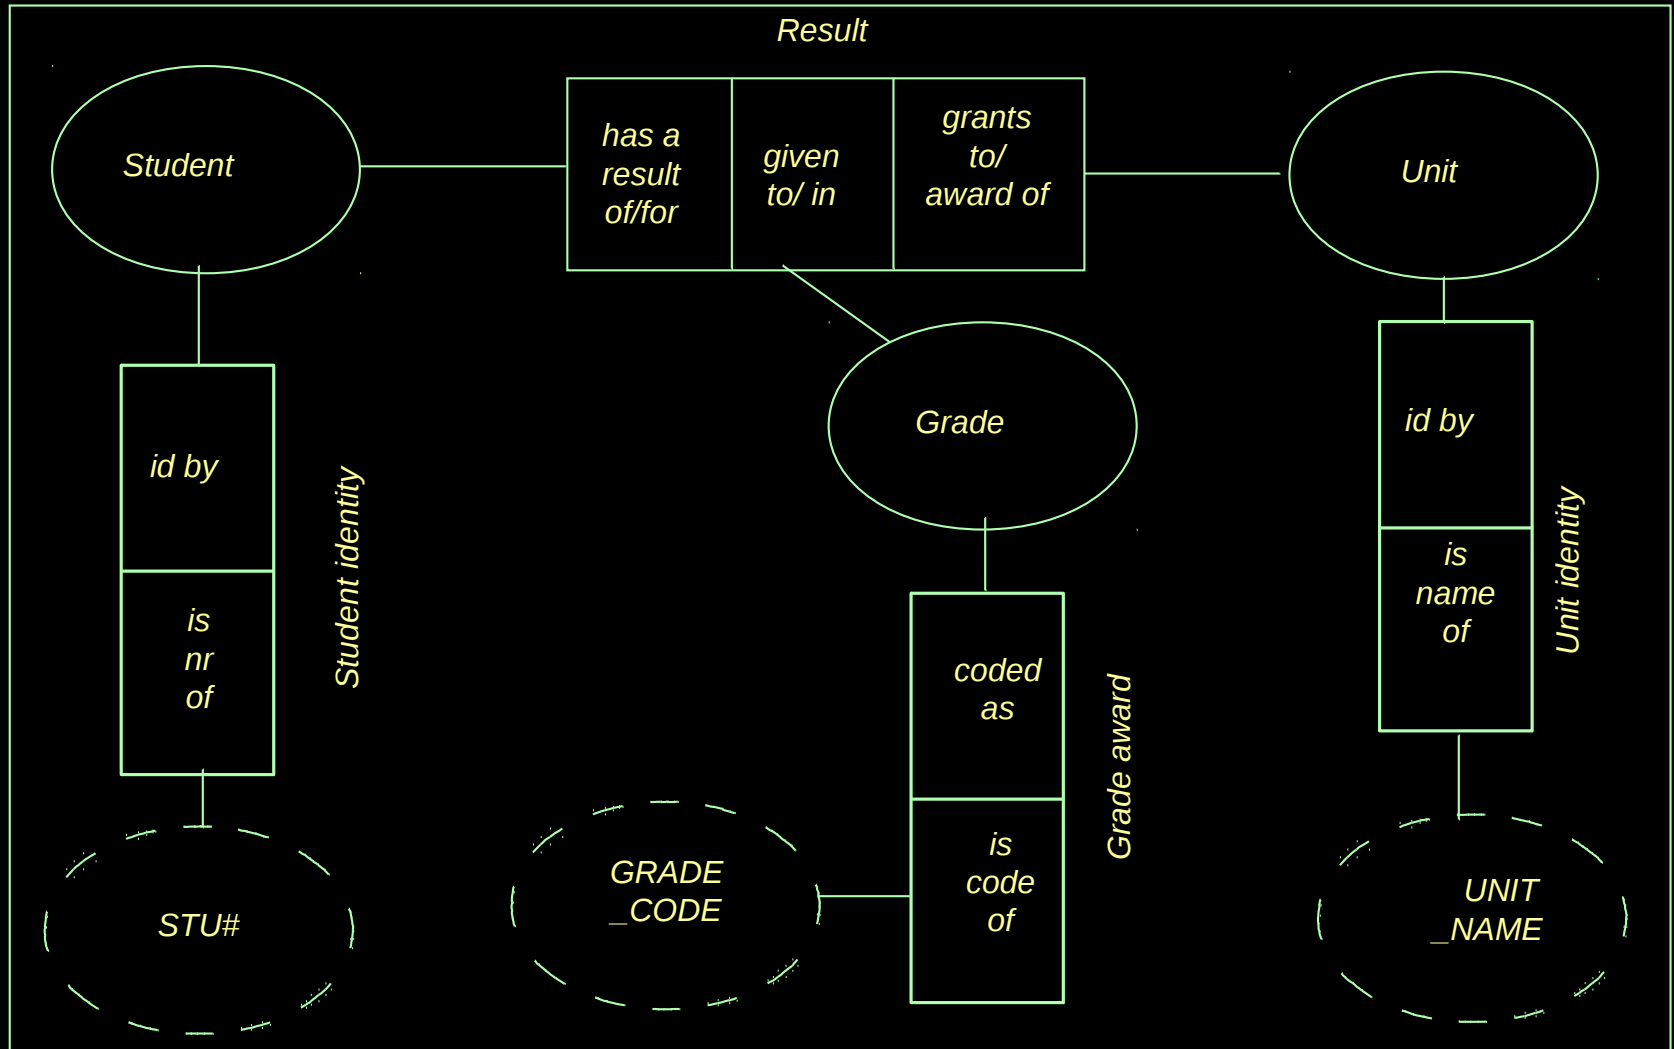 Result
Student
has a
result
of/for
given
to/ in
grants
to/
award of
Unit
Grade
id by
is
nr
of
Student identity
coded
as
is
code
of
Grade award
id by
is
name
of
Unit identity
STU#
GRADE
_CODE
UNIT
_NAME